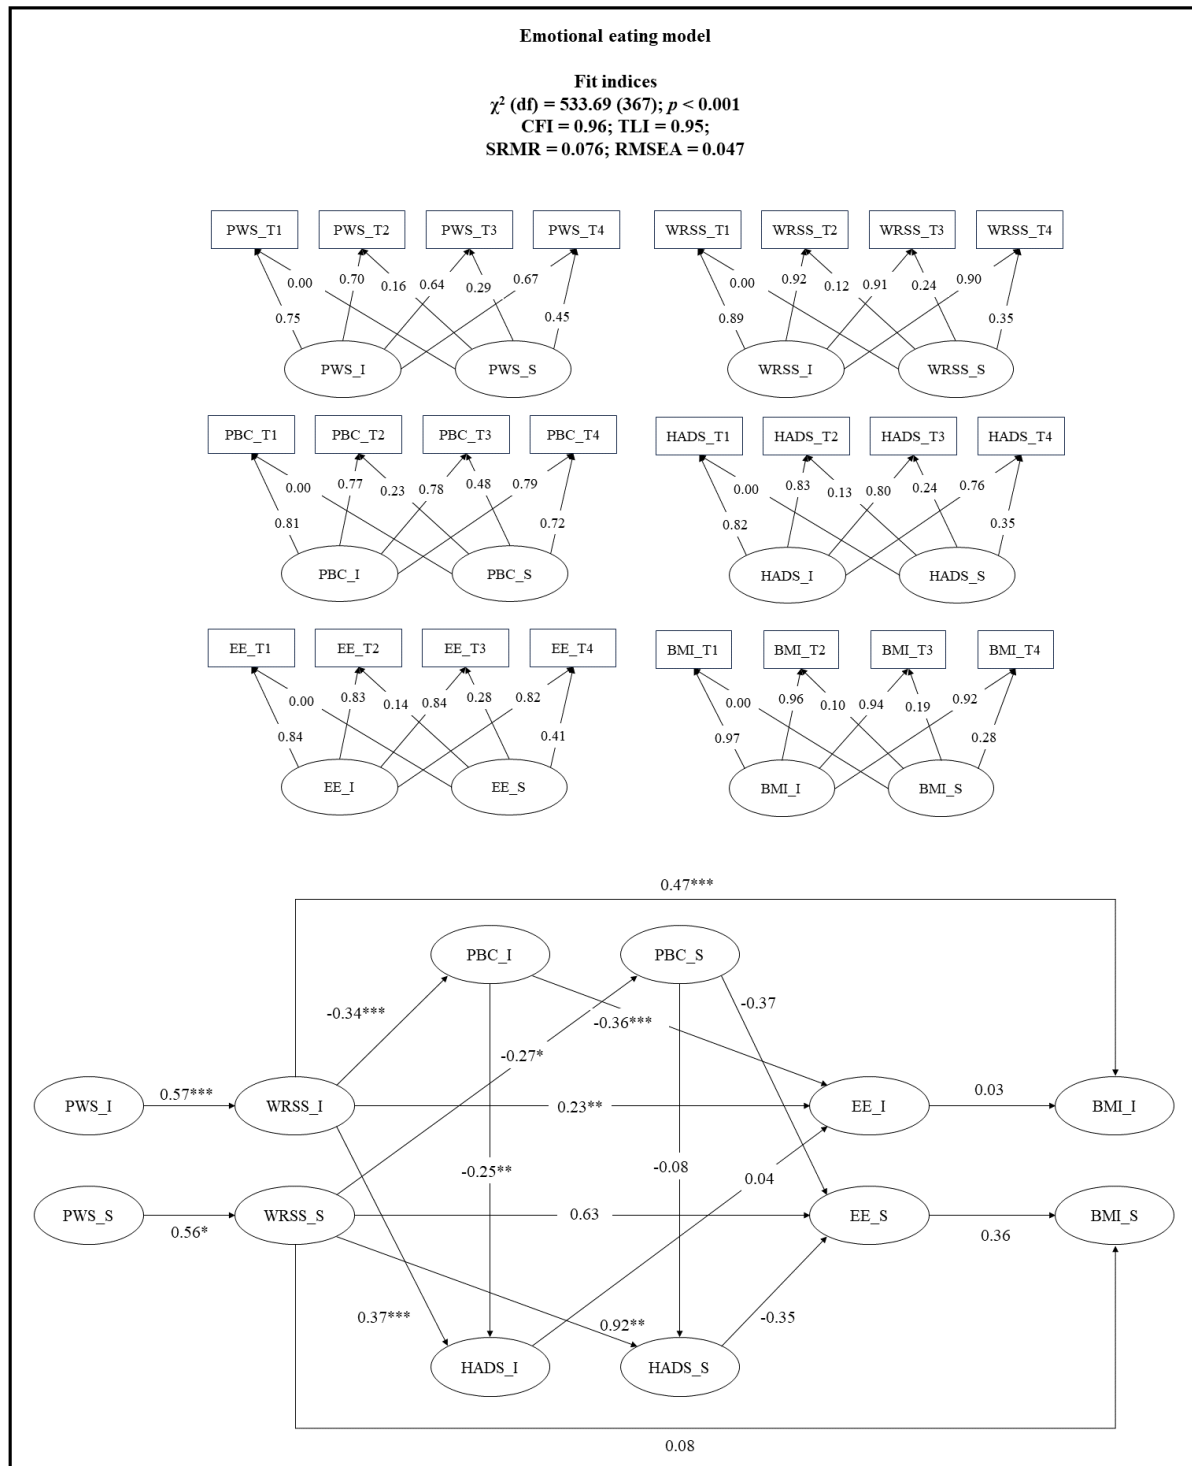 Emotional eating model
Fit indices
χ² (df) = 533.69 (367); p < 0.001
CFI = 0.96; TLI = 0.95;
SRMR = 0.076; RMSEA = 0.047
PWS_T1 PWS_T2 PWS_T3 PWS_T4
0.00 0.70 0.16 0.64 0.29 0.67
0.75 0.45
PWS_I PWS_S
WRSS_T1 WRSS_T2 WRSS_T3 WRSS_T4
0.00 0.92 0.12 0.91 0.24 0.90
0.89 0.35
WRSS_I WRSS_S
PBC_T1 PBC_T2 PBC_T3 PBC_T4
0.00 0.77 0.23 0.78 0.48 0.79
0.81 0.72
PBC_I PBC_S
HADS_T1 HADS_T2 HADS_T3 HADS_T4
0.00 0.83 0.13 0.80 0.24 0.76
0.82 0.35
HADS_I HADS_S
EE_T1 EE_T2 EE_T3 EE_T4
0.00 0.83 0.14 0.84 0.28 0.82
0.84 0.41
EE_I EE_S
BMI_T1 BMI_T2 BMI_T3 BMI_T4
0.00 0.96 0.10 0.94 0.19 0.92
0.97 0.28
BMI_I BMI_S
0.47***
PBC_I PBC_S
-0.34*** -0.36*** -0.37
-0.27*
PWS_I 0.57*** WRSS_I 0.23** EE_I 0.03 BMI_I
-0.25** -0.08 0.04
PWS_S 0.56* WRSS_S 0.63 EE_S 0.36 BMI_S
0.37*** 0.92** -0.35
HADS_I HADS_S
0.08